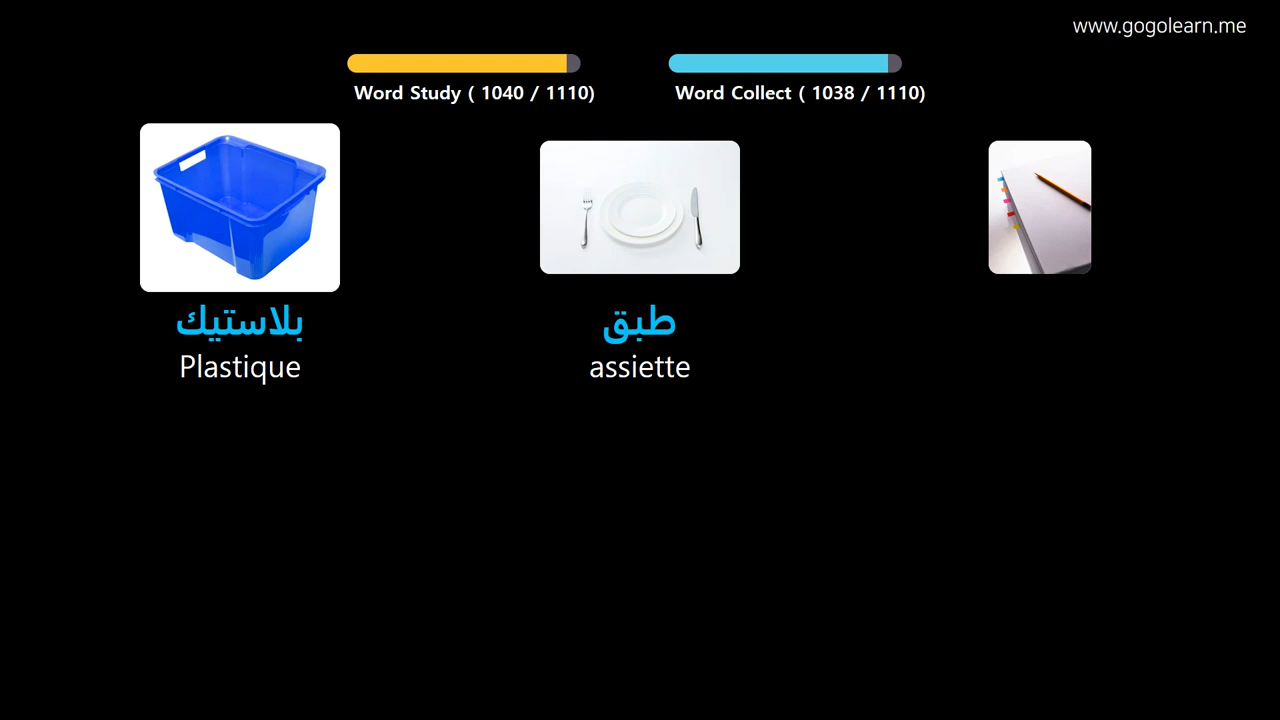 www.gogolearn.me
Word Study ( 1040 / 1110)
Word Collect ( 1038 / 1110)
بلاستيك
Plastique
طبق
assiette